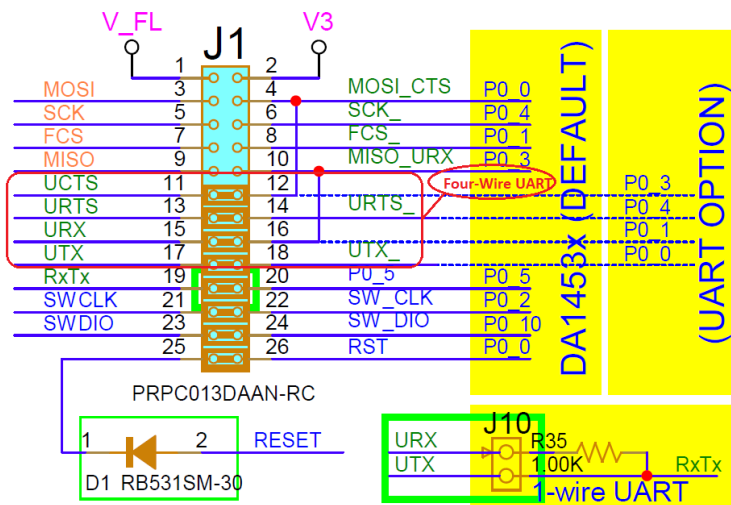 V_FL J1 V3
1 2
MOSI 3 4 MOSI_CTS P0_0
SCK 5 6 SCK_ P0_4
FCS 7 8 FCS_ P0_1
MISO 9 10 MISO_URX P0_3
UCTS 11 12 Four-Wire UART P0_3
URTS 13 14 URTS_ P0_4
URX 15 16 P0_1
UTX 17 18 UTX_ P0_0
RxTx 19 20 P0_5 P0_5
SWCLK 21 22 SW_CLK P0_2
SWDIO 23 24 SW_DIO P0_10
25 26 RST P0_0
DA1453x (DEFAULT)
(UART OPTION)
PRPC013DAAN-RC
1 2 RESET
D1 RB531SM-30
J10
URX R35
UTX 1.00K RxTx
1-wire UART